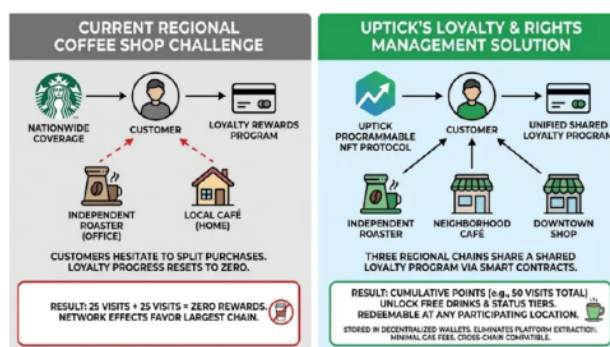 CURRENT REGIONAL
COFFEE SHOP CHALLENGE
NATIONWIDE
COVERAGE
CUSTOMER
LOYALTY REWARDS
PROGRAM
INDEPENDENT
ROASTER
(OFFICE)
LOCAL CAFÉ
(HOME)
CUSTOMERS HESITATE TO SPLIT PURCHASES.
LOYALTY PROGRESS RESETS TO ZERO.
RESULT: 25 VISITS + 25 VISITS = ZERO REWARDS.
NETWORK EFFECTS FAVOR LARGEST CHAIN.
UPTICK'S LOYALTY & RIGHTS
MANAGEMENT SOLUTION
UPTICK
PROGRAMMABLE
NFT PROTOCOL
CUSTOMER
UNIFIED SHARED
LOYALTY PROGRAM
INDEPENDENT
ROASTER
NEIGHBORHOOD
CAFÉ
DOWNTOWN
SHOP
THREE REGIONAL CHAINS SHARE A SHARED
LOYALTY PROGRAM VIA SMART CONTRACTS.
RESULT: CUMULATIVE POINTS (e.g., 50 VISITS TOTAL)
UNLOCK FREE DRINKS & STATUS TIERS.
REDEEMABLE AT ANY PARTICIPATING LOCATION.
STORED IN DECENTRALIZED WALLETS. ELIMINATES PLATFORM EXTRACTION.
MINIMAL GAS FEES. CROSS-CHAIN COMPATIBLE.